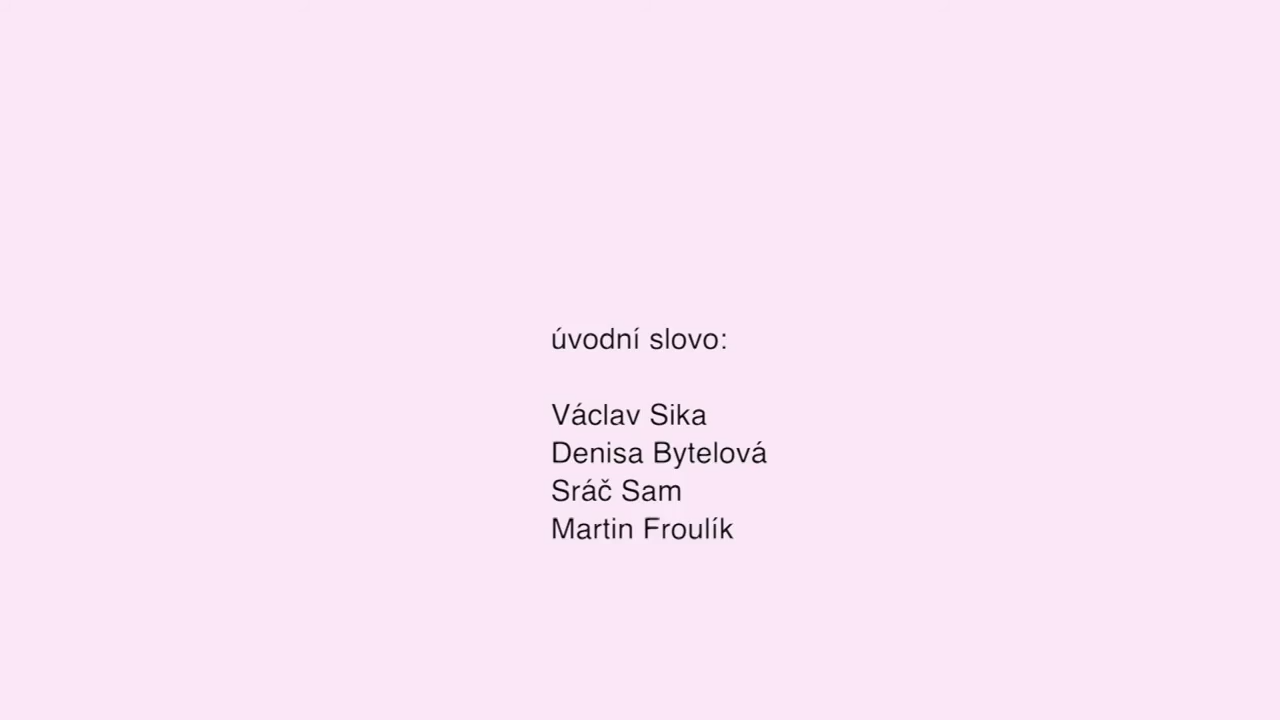 úvodní slovo:
Václav Sika
Denisa Bytelová
Sráč Sam
Martin Froulík